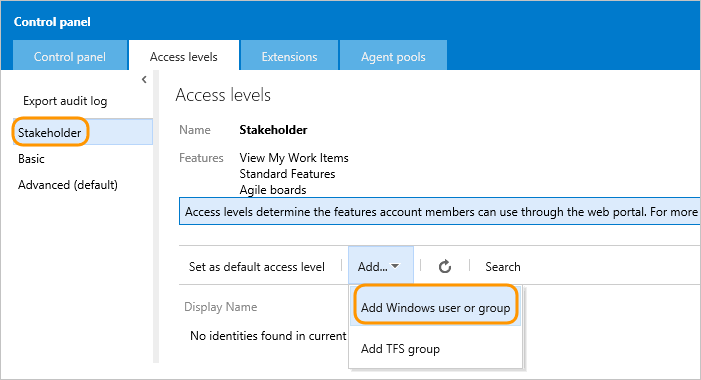 Control panel
Control panel Access levels Extensions Agent pools
Export audit log
Stakeholder
Basic
Advanced (default)
Access levels
Name Stakeholder
Features View My Work Items
Standard Features
Agile boards
Access levels determine the features account members can use through the web portal. For more
Set as default access level Add... Search
Display Name
No identities found in current
Add Windows user or group
Add TFS group